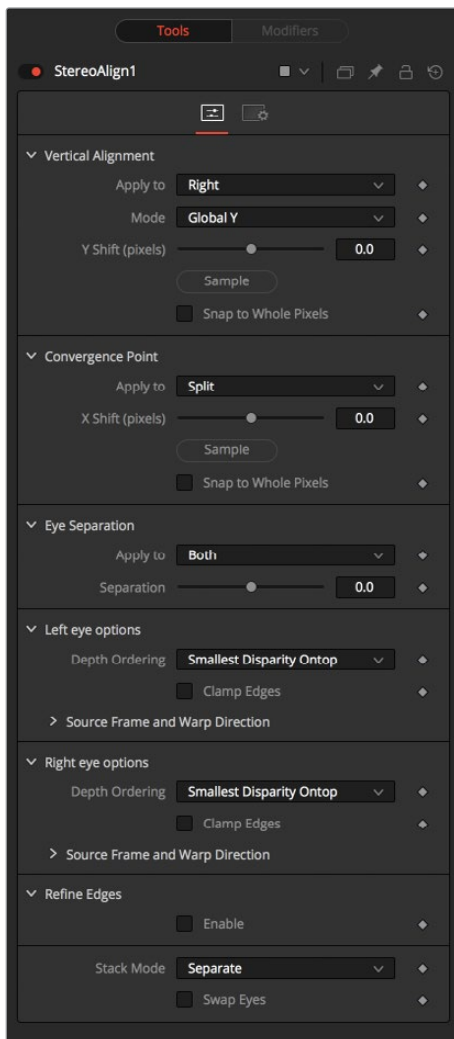 Tools Modifiers
StereoAlign1
Vertical Alignment
Apply to Right
Mode Global Y
Y Shift (pixels) 0.0
Sample
Snap to Whole Pixels
Convergence Point
Apply to Split
X Shift (pixels) 0.0
Sample
Snap to Whole Pixels
Eye Separation
Apply to Both
Separation 0.0
Left eye options
Depth Ordering Smallest Disparity Ontop
Clamp Edges
Source Frame and Warp Direction
Right eye options
Depth Ordering Smallest Disparity Ontop
Clamp Edges
Source Frame and Warp Direction
Refine Edges
Enable
Stack Mode Separate
Swap Eyes